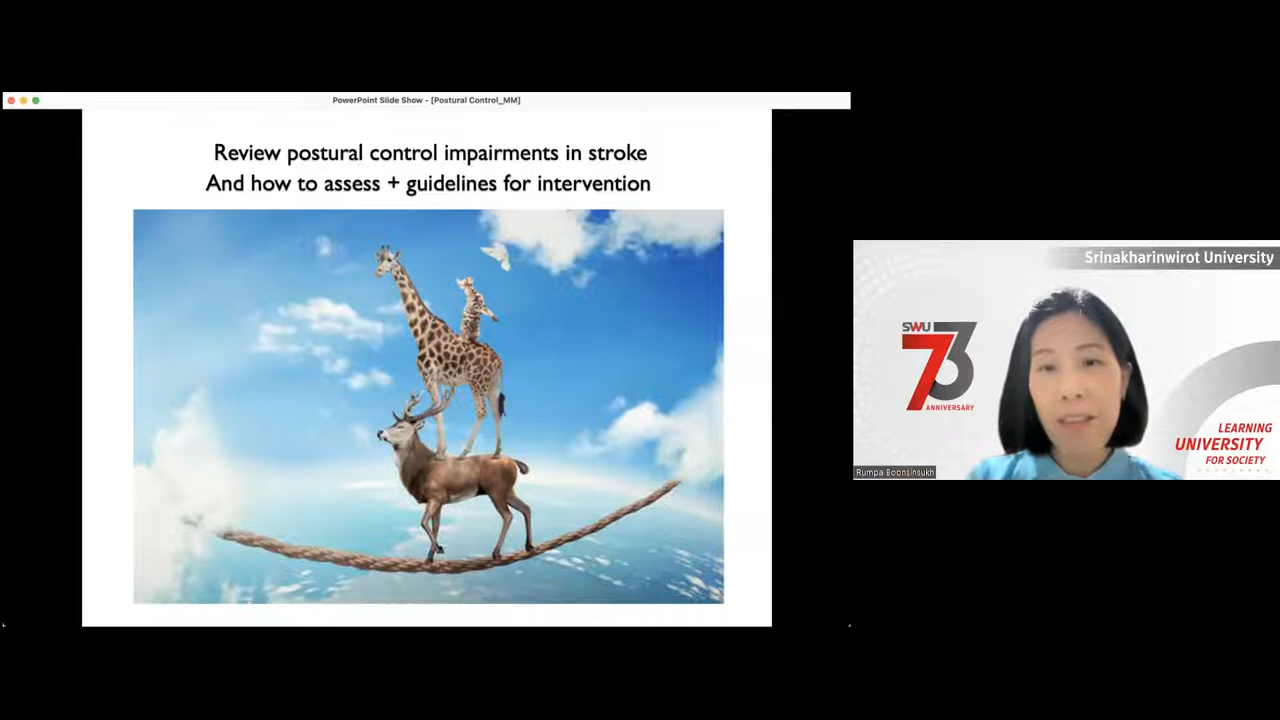 PowerPoint Slide Show - [Postural Control_MM]
Review postural control impairments in stroke
And how to assess + guidelines for intervention
Srinakharinwirot University
SWU
73
ANNIVERSARY
LEARNING
UNIVERSITY
FOR SOCIETY
Rumpa Boonsinsukh